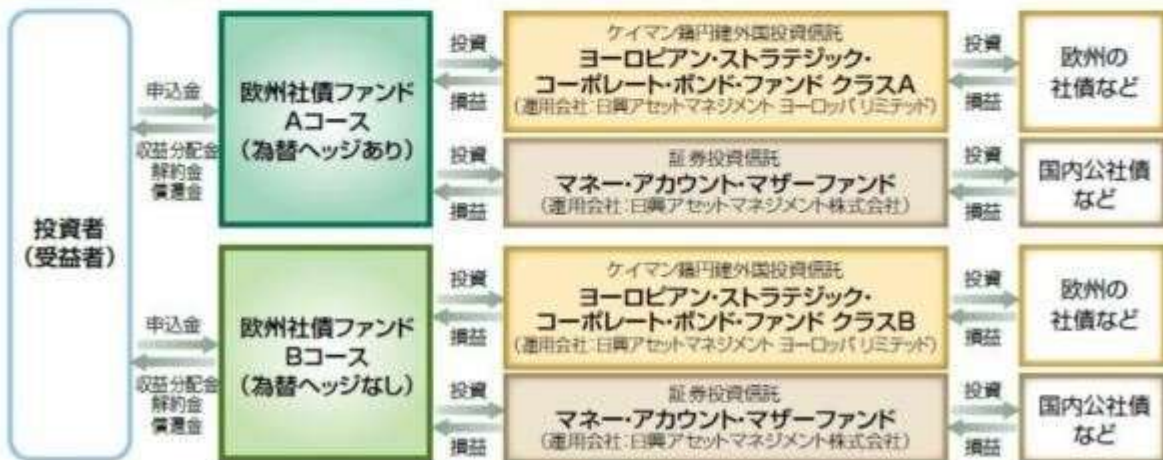 投資者
(受益者)
申込金
収益分配金
解約金
償還金
欧州社債ファンド
Aコース
(為替ヘッジあり)
投資
損益
ケイマン籍円建外国投資信託
ヨーロピアン・ストラテジック・
コーポレート・ボンド・ファンド クラスA
(運用会社:日興アセットマネジメント ヨーロッパ リミテッド)
投資
損益
欧州の
社債など
投資
損益
証券投資信託
マネー・アカウント・マザーファンド
(運用会社:日興アセットマネジメント株式会社)
投資
損益
国内公社債
など
申込金
収益分配金
解約金
償還金
欧州社債ファンド
Bコース
(為替ヘッジなし)
投資
損益
ケイマン籍円建外国投資信託
ヨーロピアン・ストラテジック・
コーポレート・ボンド・ファンド クラスB
(運用会社:日興アセットマネジメント ヨーロッパ リミテッド)
投資
損益
欧州の
社債など
投資
損益
証券投資信託
マネー・アカウント・マザーファンド
(運用会社:日興アセットマネジメント株式会社)
投資
損益
国内公社債
など